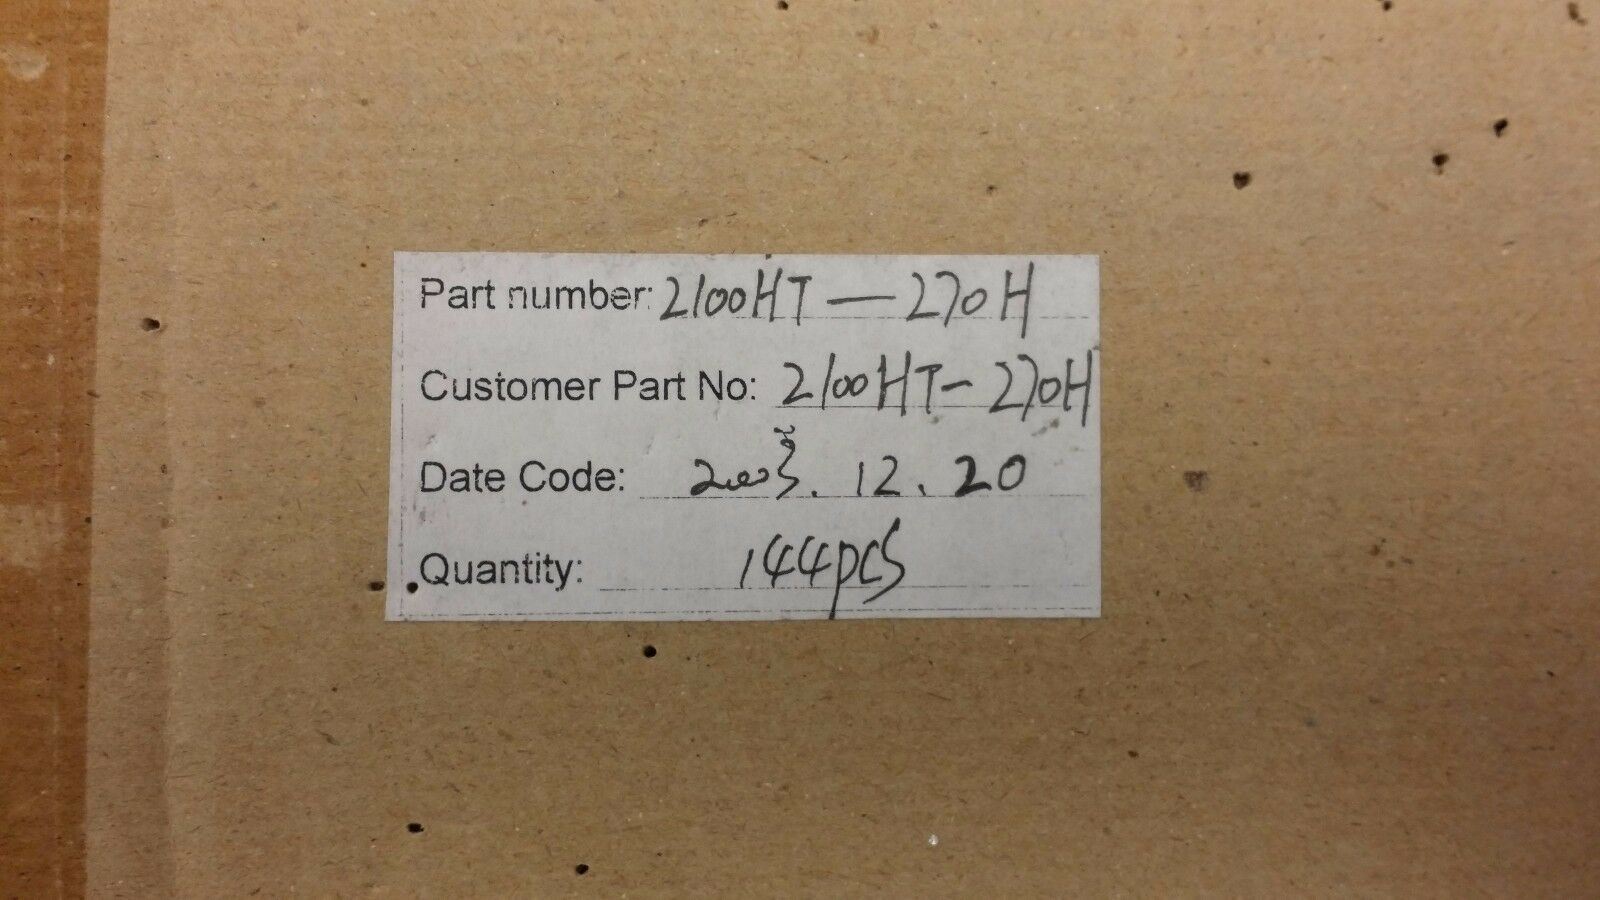 Part number: 2100HT — 270H
Customer Part No: 2100HT - 270H
Date Code: 2003. 12. 20
Quantity: 144pcs